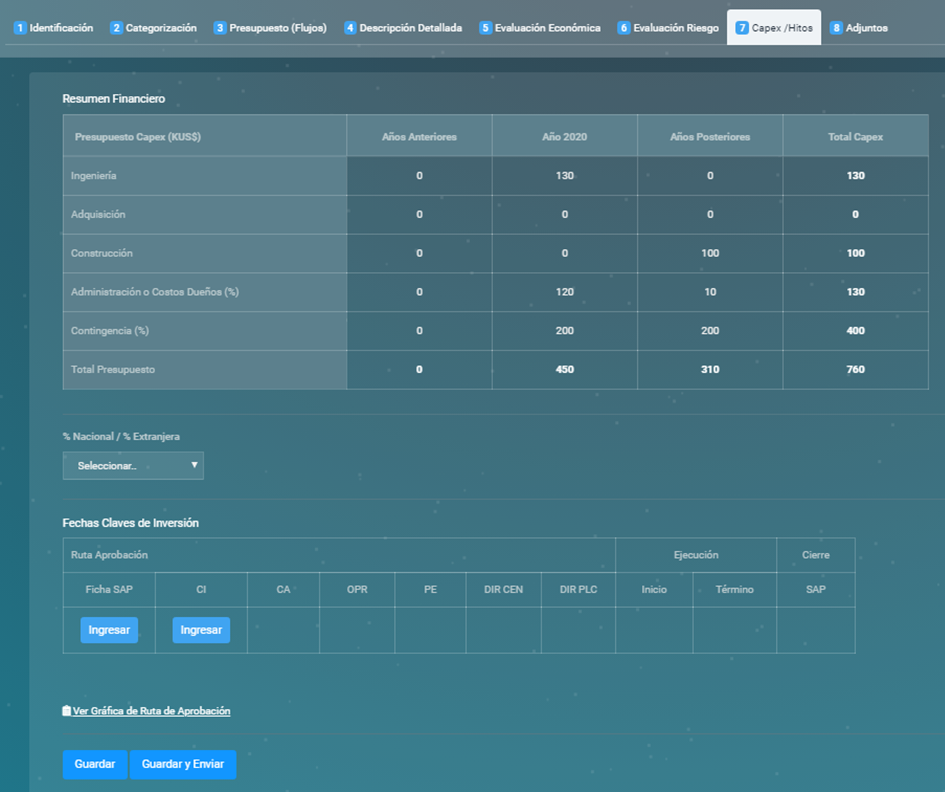 1 Identificación 2 Categorización 3 Presupuesto (Flujos) 4 Descripción Detallada 5 Evaluación Económica 6 Evaluación Riesgo 7 Capex /Hitos 8 Adjuntos
Resumen Financiero
Presupuesto Capex (KUS$) Años Anteriores Año 2020 Años Posteriores Total Capex
Ingeniería 0 130 0 130
Adquisición 0 0 0 0
Construcción 0 0 100 100
Administración o Costos Dueños (%) 0 120 10 130
Contingencia (%) 0 200 200 400
Total Presupuesto 0 450 310 760
% Nacional / % Extranjera
Seleccionar..
Fechas Claves de Inversión
Ruta Aprobación Ejecución Cierre
Ficha SAP CI CA OPR PE DIR CEN DIR PLC Inicio Término SAP
Ingresar Ingresar
Ver Gráfica de Ruta de Aprobación
Guardar Guardar y Enviar